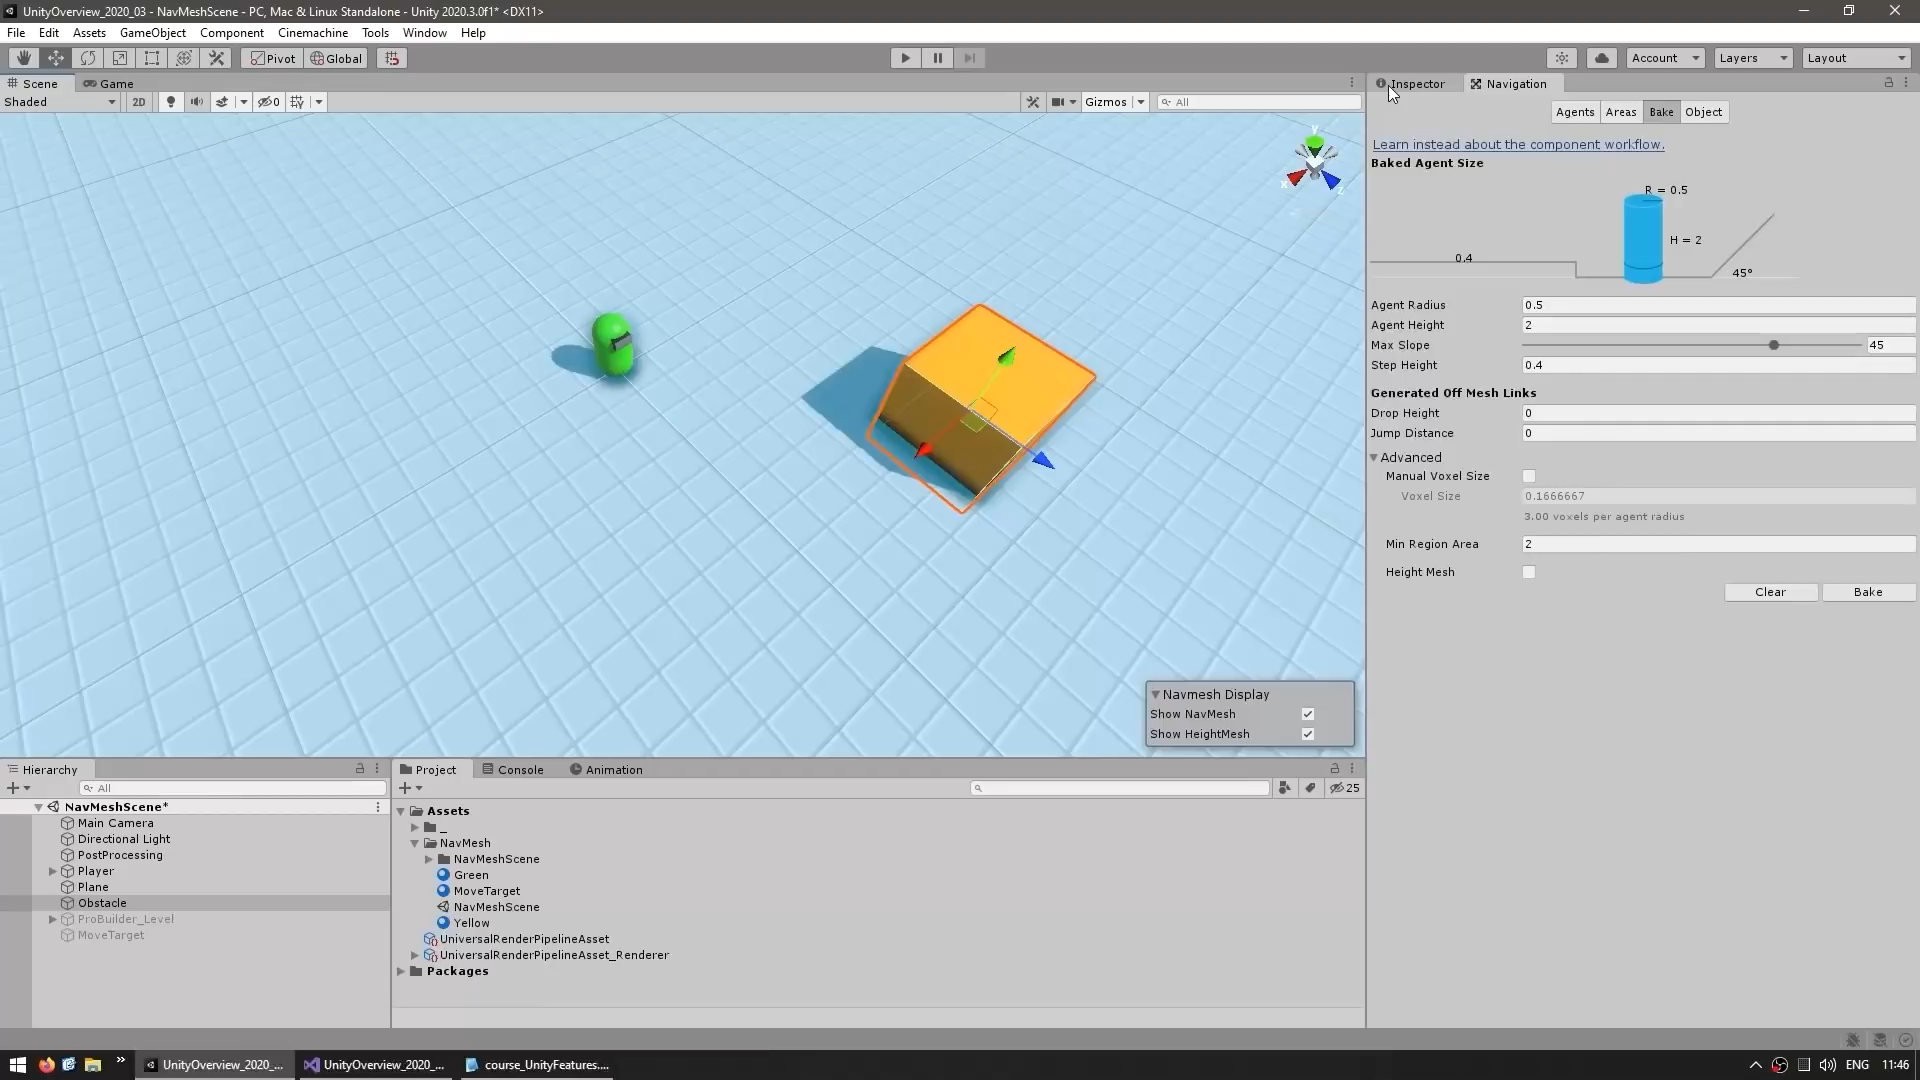 UnityOverview_2020_03 - NavMeshScene - PC, Mac & Linux Standalone - Unity 2020.3.0f1* <DX11>
File Edit Assets GameObject Component Cinemachine Tools Window Help
Pivot Global Account Layers Layout
Scene Game Inspector Navigation
Shaded 2D 0 Gizmos All
Agents Areas Bake Object
Learn instead about the component workflow.
Baked Agent Size
R = 0.5
H = 2
0.4
45°
Agent Radius 0.5
Agent Height 2
Max Slope 45
Step Height 0.4
Generated Off Mesh Links
Drop Height 0
Jump Distance 0
Advanced
Manual Voxel Size
Voxel Size 0.1666667
3.00 voxels per agent radius
Min Region Area 2
Height Mesh
Clear Bake
y
x
z
Navmesh Display
Show NavMesh
Show HeightMesh
Hierarchy
All
NavMeshScene*
Main Camera
Directional Light
PostProcessing
Player
Plane
Obstacle
ProBuilder_Level
MoveTarget
Project Console Animation
25
Assets
_
NavMesh
NavMeshScene
Green
MoveTarget
NavMeshScene
Yellow
UniversalRenderPipelineAsset
UniversalRenderPipelineAsset_Renderer
Packages
UnityOverview_2020_... UnityOverview_2020_... course_UnityFeatures.... ENG 11:46